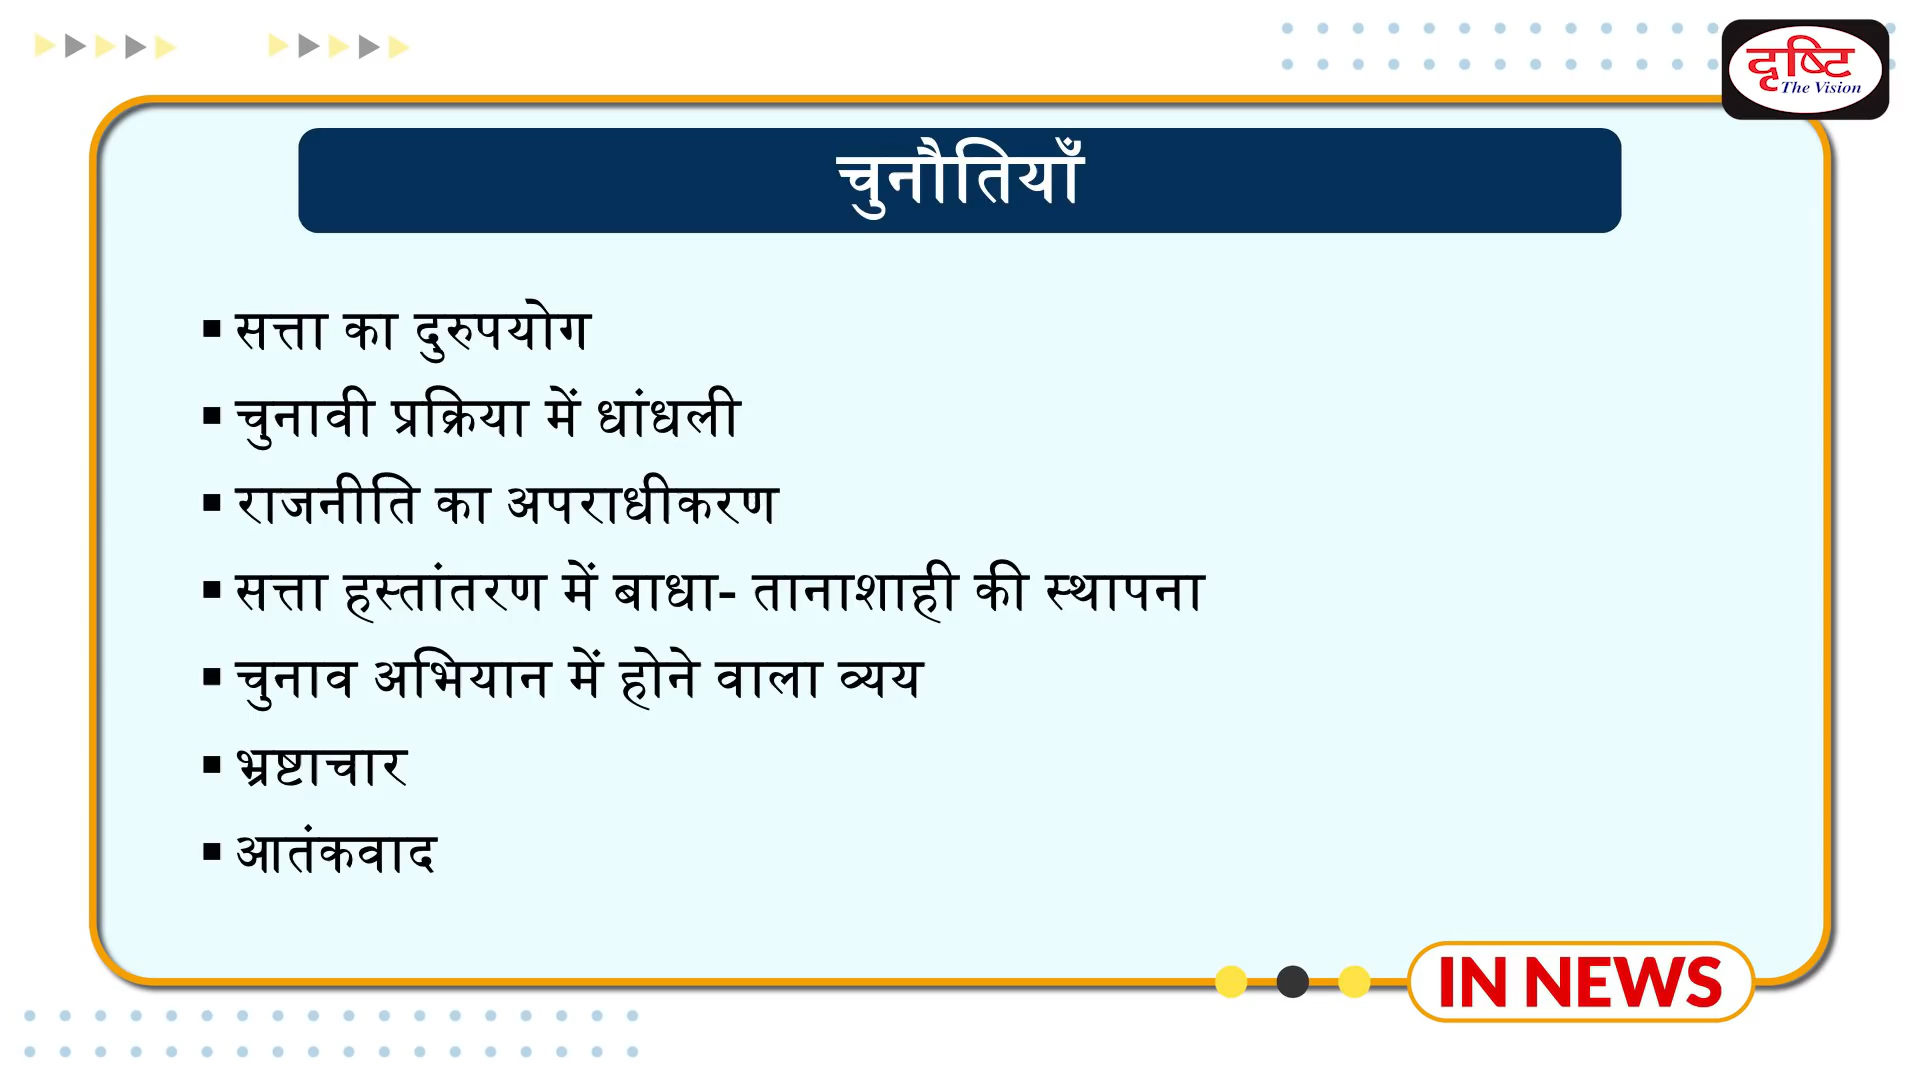 दृष्टि
The Vision
चुनौतियाँ
▪ सत्ता का दुरुपयोग
▪ चुनावी प्रक्रिया में धांधली
▪ राजनीति का अपराधीकरण
▪ सत्ता हस्तांतरण में बाधा- तानाशाही की स्थापना
▪ चुनाव अभियान में होने वाला व्यय
▪ भ्रष्टाचार
▪ आतंकवाद
IN NEWS